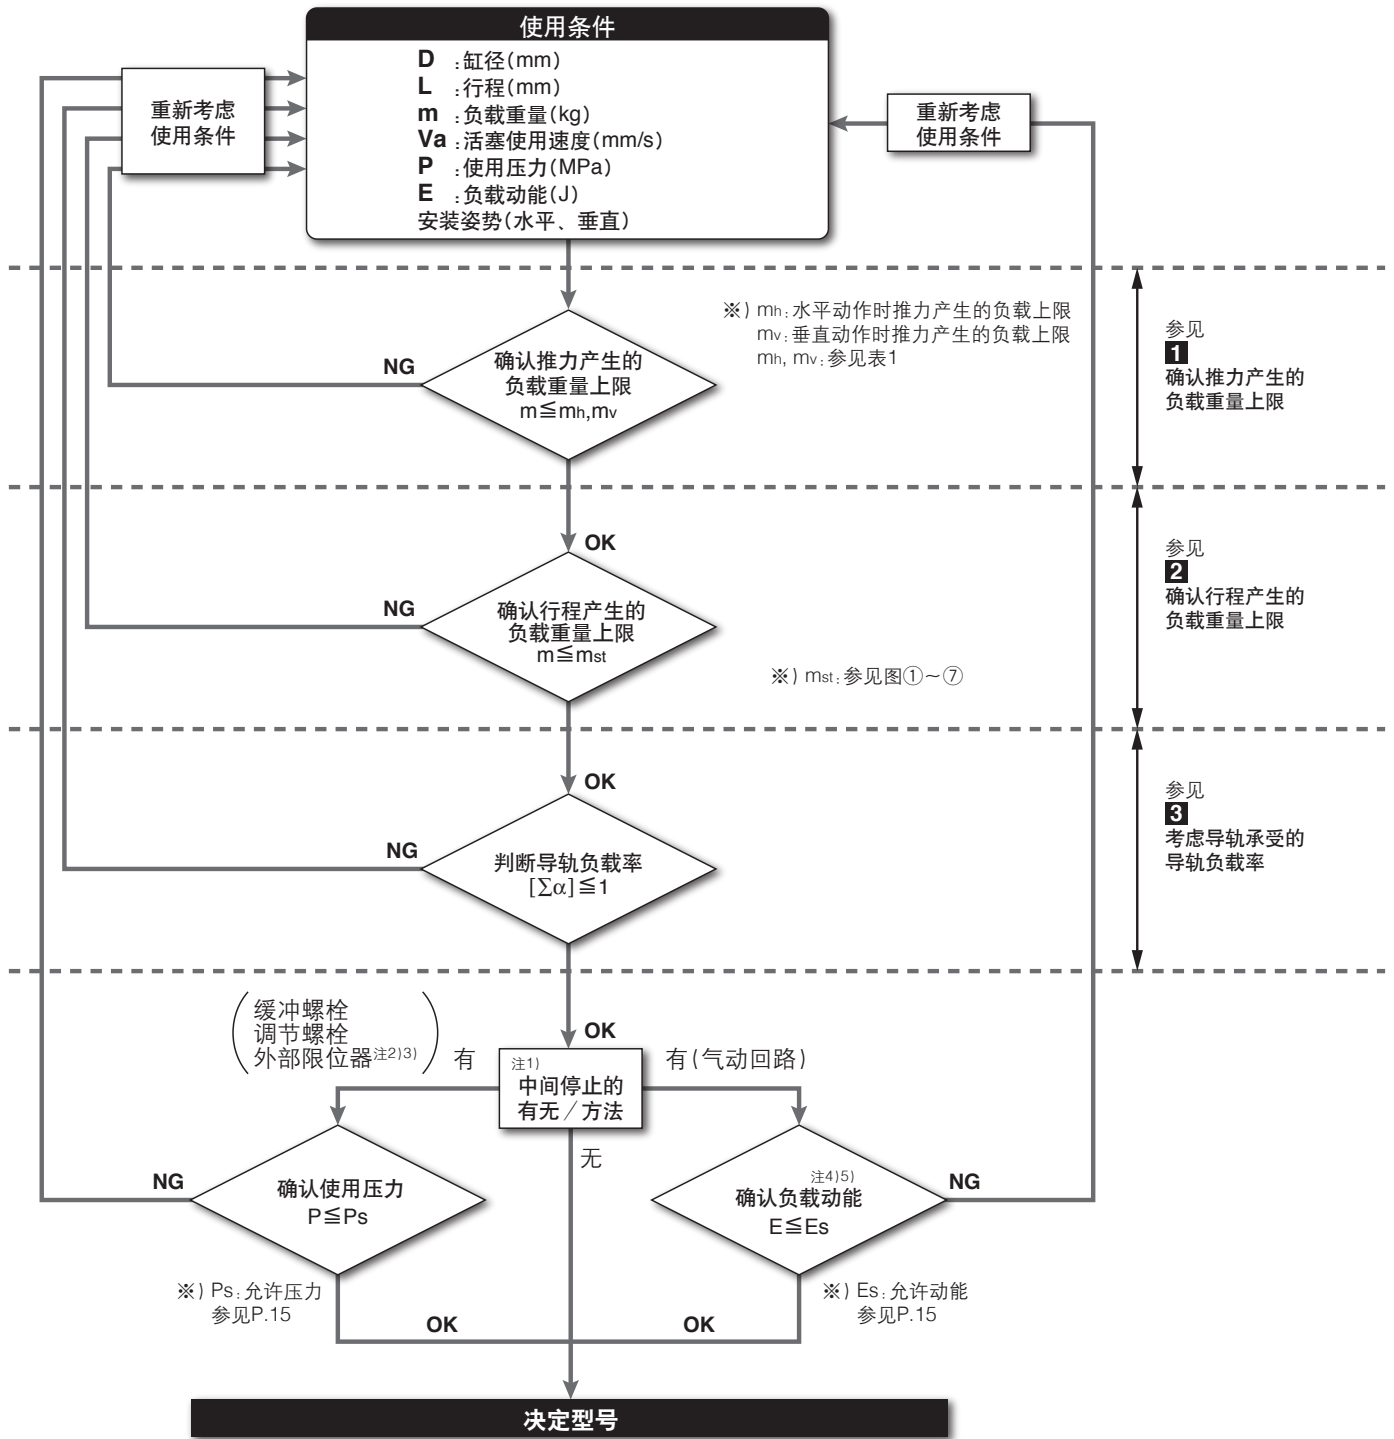 使用条件
D :缸径(mm)
L :行程(mm)
m :负载重量(kg)
Va :活塞使用速度(mm/s)
P :使用压力(MPa)
E :负载动能(J)
安装姿势(水平、垂直)
重新考虑
使用条件
重新考虑
使用条件
※) mh:水平动作时推力产生的负载上限
mv:垂直动作时推力产生的负载上限
mh, mv:参见表1
NG
确认推力产生的
负载重量上限
m≦mh,mv
参见
1
确认推力产生的
负载重量上限
OK
NG
确认行程产生的
负载重量上限
m≦mst
※) mst:参见图①~⑦
参见
2
确认行程产生的
负载重量上限
OK
NG
判断导轨负载率
[∑α]≦1
参见
3
考虑导轨承受的
导轨负载率
OK
缓冲螺栓
调节螺栓
外部限位器注2)3)
有
注1)
中间停止的
有无/方法
有(气动回路)
无
NG
确认使用压力
P≦Ps
注4)5)
确认负载动能
E≦Es
NG
※) Ps:允许压力
参见P.15
※) Es:允许动能
参见P.15
OK
OK
决定型号